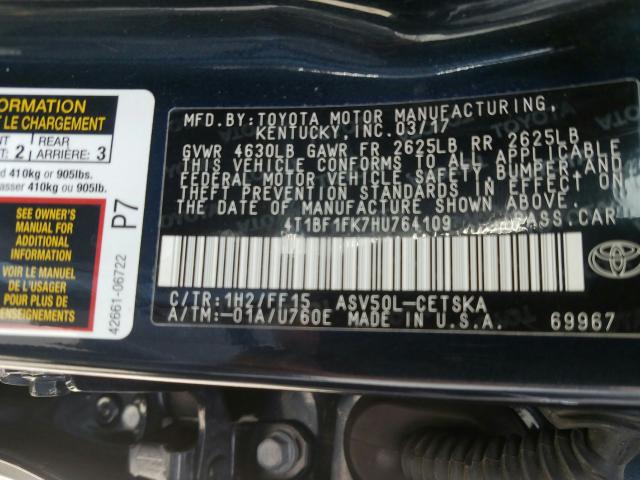 FORMATION
T LE CHARGEMENT
T: 2 REAR ARRIÈRE: 3
d 410kg or 905lbs.
asser 410kg ou 905lb.
SEE OWNER'S
MANUAL FOR
ADDITIONAL
INFORMATION
VOIR LE MANUEL
DE L'USAGER
POUR PLUS DE
RENSEIGNEMENTS
P7
42661-06722
MFD. BY: TOYOTA MOTOR MANUFACTURING,
KENTUCKY, INC. 03/17
GVWR 4630LB GAWR FR 2625LB RR 2625LB
THIS VEHICLE CONFORMS TO ALL APPLICABLE
FEDERAL MOTOR VEHICLE SAFETY, BUMPER, AND
THEFT PREVENTION STANDARDS IN EFFECT ON
THE DATE OF MANUFACTURE SHOWN ABOVE.
4T1BF1FK7HU764109 PASS. CAR
C/TR: 1H2/FF15 ASV50L-CETSKA
A/TM: -01A/U760E MADE IN U.S.A. 69967